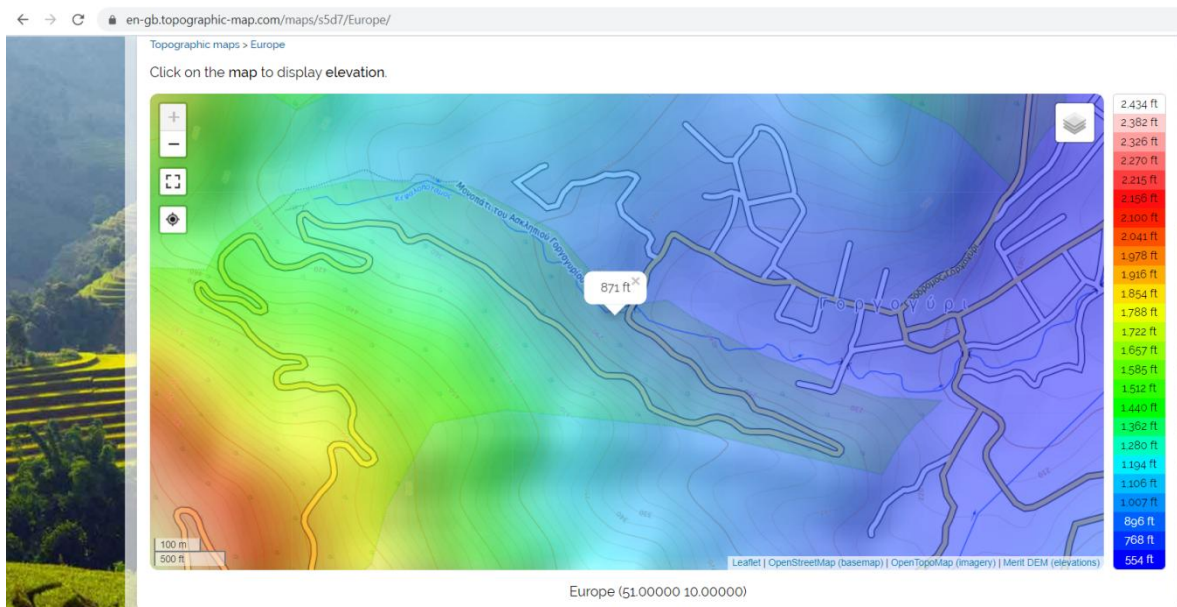 en-gb.topographic-map.com/maps/s5d7/Europe/
Topographic maps > Europe
Click on the map to display elevation.
+
−
Κεφαλοπόταμος
Μονοπάτι του Ασκληπιού Γοργογυρίου
871 ft ×
Γοργογύρι
100 m
500 ft
2,434 ft
2,382 ft
2,326 ft
2,270 ft
2,215 ft
2,156 ft
2,100 ft
2,041 ft
1,978 ft
1,916 ft
1,854 ft
1,788 ft
1,722 ft
1,657 ft
1,585 ft
1,512 ft
1,440 ft
1,362 ft
1,280 ft
1,194 ft
1,106 ft
1,007 ft
896 ft
768 ft
554 ft
Leaflet | OpenStreetMap (basemap) | OpenTopoMap (imagery) | Merit DEM (elevations)
Europe (51.00000 10.00000)